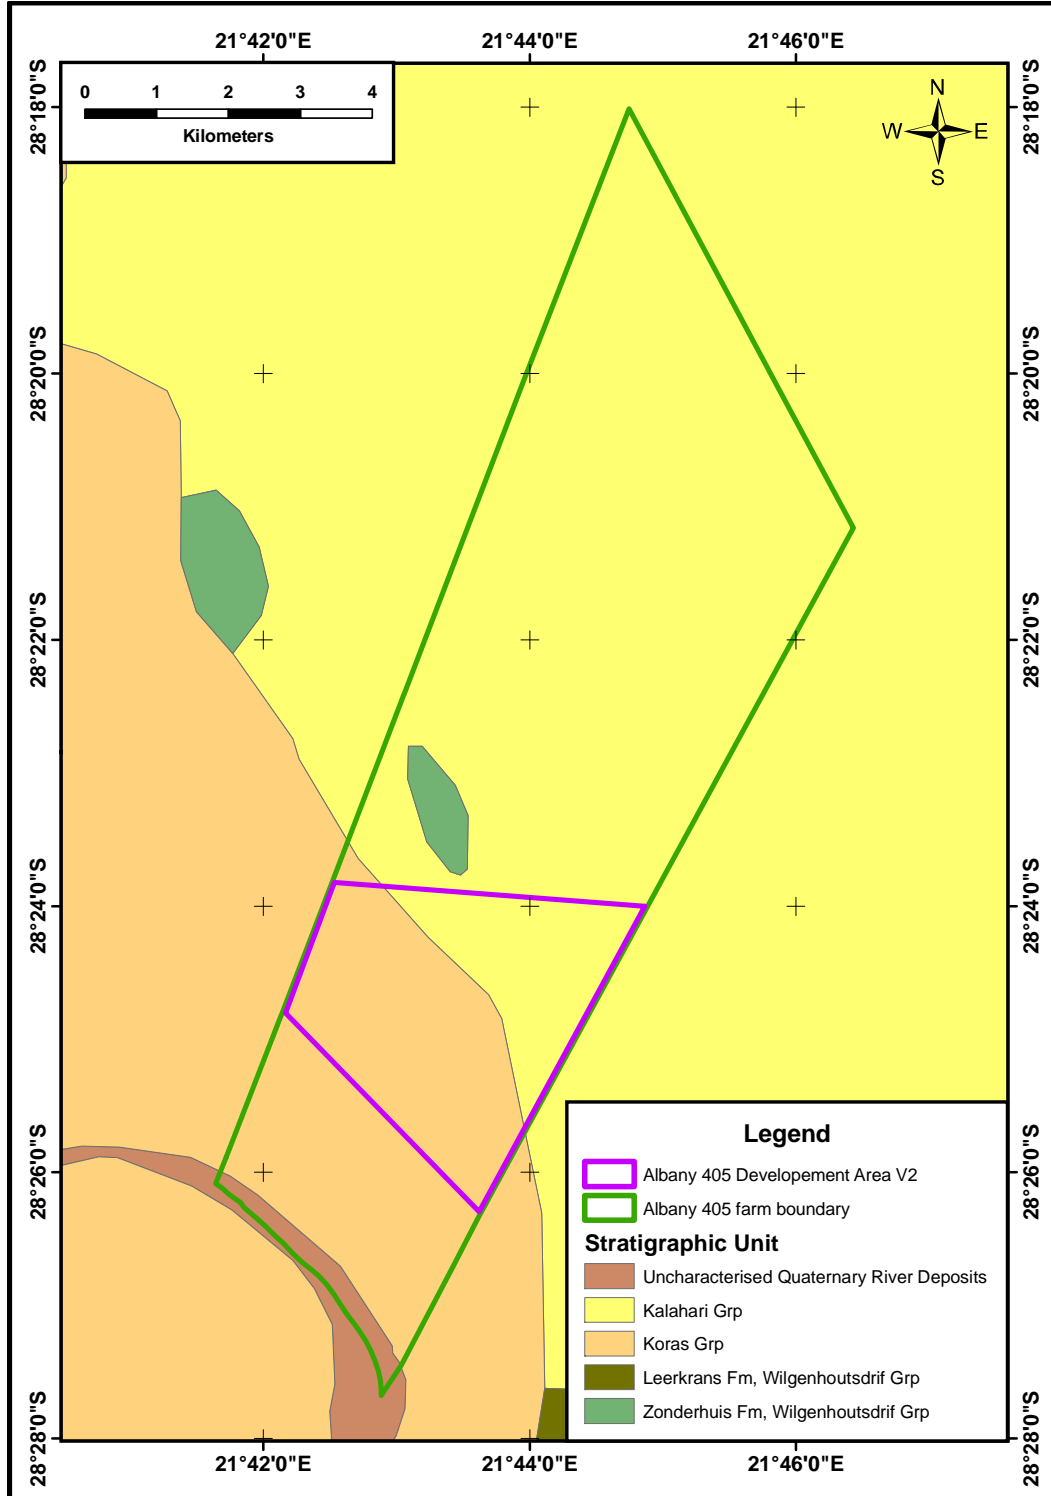 21°42'0"E 21°44'0"E 21°46'0"E
0 1 2 3 4
Kilometers
N
W E
S
28°18'0"S 28°18'0"S
28°20'0"S 28°20'0"S
28°22'0"S 28°22'0"S
28°24'0"S 28°24'0"S
28°26'0"S 28°26'0"S
28°28'0"S 28°28'0"S
Legend
Albany 405 Developement Area V2
Albany 405 farm boundary
Stratigraphic Unit
Uncharacterised Quaternary River Deposits
Kalahari Grp
Koras Grp
Leerkrans Fm, Wilgenhoutsdrif Grp
Zonderhuis Fm, Wilgenhoutsdrif Grp
21°42'0"E 21°44'0"E 21°46'0"E